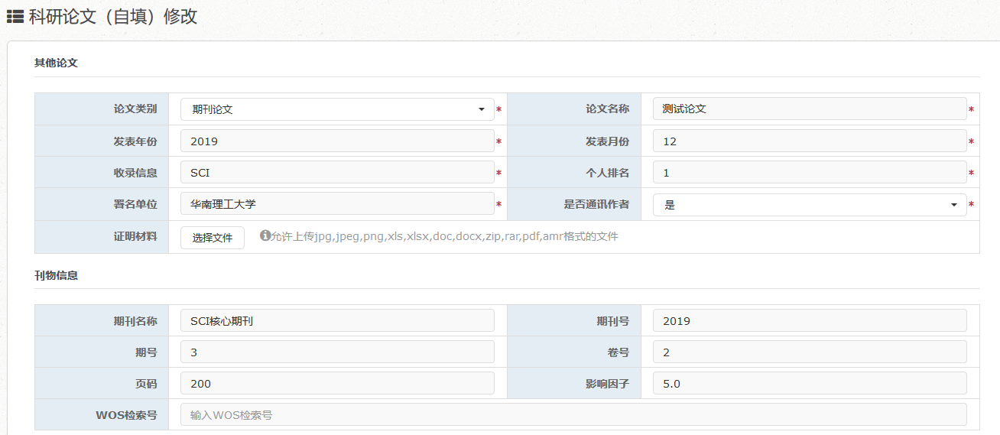 科研论文（自填）修改
其他论文
论文类别 期刊论文 * 论文名称 测试论文 *
发表年份 2019 * 发表月份 12 *
收录信息 SCI * 个人排名 1 *
署名单位 华南理工大学 * 是否通讯作者 是 *
证明材料 选择文件 允许上传jpg,jpeg,png,xls,xlsx,doc,docx,zip,rar,pdf,amr格式的文件
刊物信息
期刊名称 SCI核心期刊 期刊号 2019
期号 3 卷号 2
页码 200 影响因子 5.0
WOS检索号 输入WOS检索号